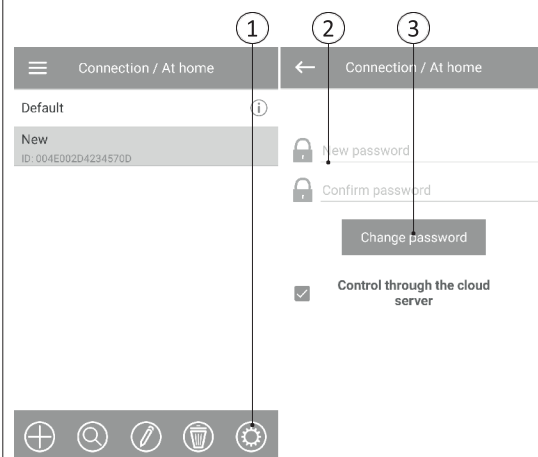 1 2 3
Connection / At home
Default
New
ID: 004E002D4234570D
Connection / At home
New password
Confirm password
Change password
Control through the cloud
server